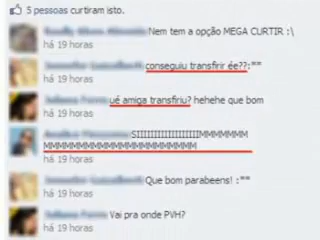 5 pessoas curtiram isto.
Nem tem a opção MEGA CURTIR :\
há 19 horas
conseguiu transfirir ée??:**
há 19 horas
ué amiga transfiriu? hehehe que bom
há 19 horas
SIIIIIIIIIIIIIIIIIIIIMMMMMMM
MMMMMMMMMMMMMMMMMMMMMM
há 19 horas
Que bom parabeens! :**
há 19 horas
Vai pra onde PVH?
há 19 horas